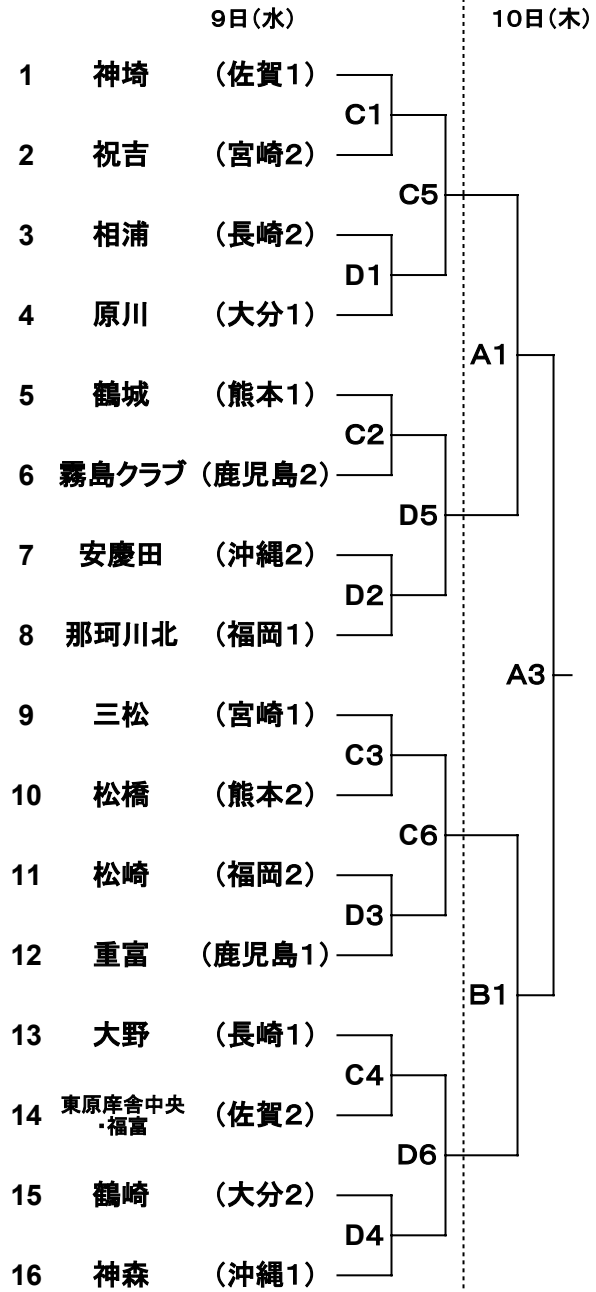 9日（水） 10日（木）
1 神埼 （佐賀1）
C1
2 祝吉 （宮崎2）
C5
3 相浦 （長崎2）
D1
4 原川 （大分1）
A1
5 鶴城 （熊本1）
C2
6 霧島クラブ （鹿児島2）
D5
7 安慶田 （沖縄2）
D2
8 那珂川北 （福岡1）
A3
9 三松 （宮崎1）
C3
10 松橋 （熊本2）
C6
11 松崎 （福岡2）
D3
12 重富 （鹿児島1）
B1
13 大野 （長崎1）
C4
14 東原庠舎中央
・福富 （佐賀2）
D6
15 鶴崎 （大分2）
D4
16 神森 （沖縄1）